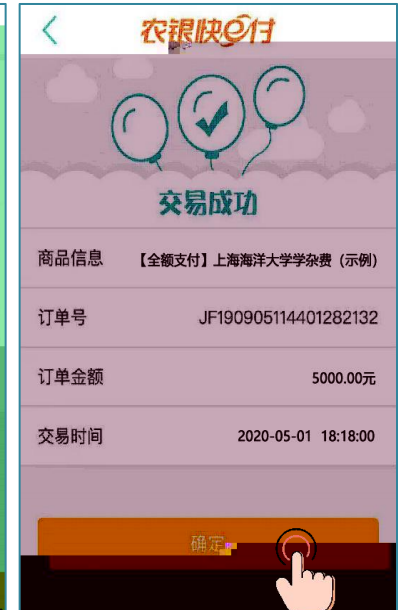 农银快e付
交易成功
商品信息 【全额支付】上海海洋大学学杂费（示例）
订单号 JF190905114401282132
订单金额 5000.00元
交易时间 2020-05-01 18:18:00
确定